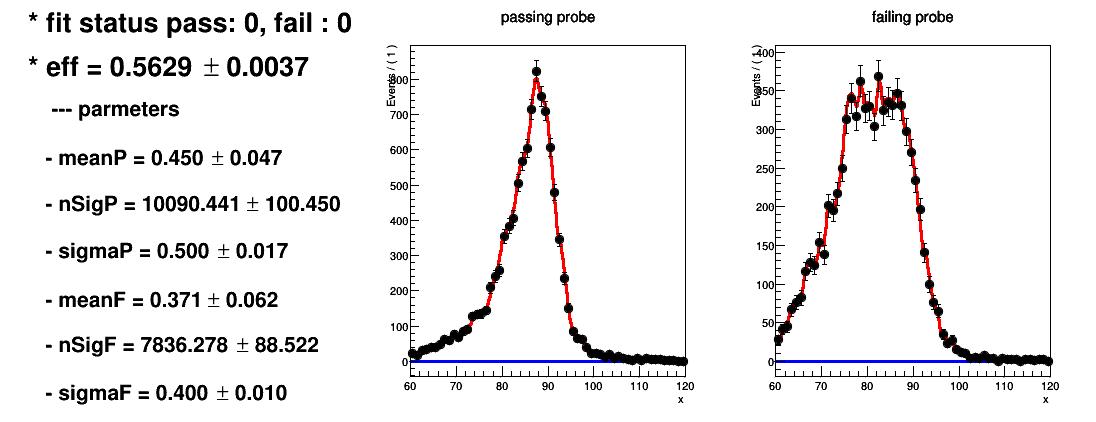 * fit status pass: 0, fail : 0
* eff = 0.5629 ± 0.0037
--- parmeters
- meanP = 0.450 ± 0.047
- nSigP = 10090.441 ± 100.450
- sigmaP = 0.500 ± 0.017
- meanF = 0.371 ± 0.062
- nSigF = 7836.278 ± 88.522
- sigmaF = 0.400 ± 0.010
passing probe
Events / ( 1 )
800
700
600
500
400
300
200
100
0
60 70 80 90 100 110 120
x
failing probe
Events / ( 1 )
400
350
300
250
200
150
100
50
0
60 70 80 90 100 110 120
x